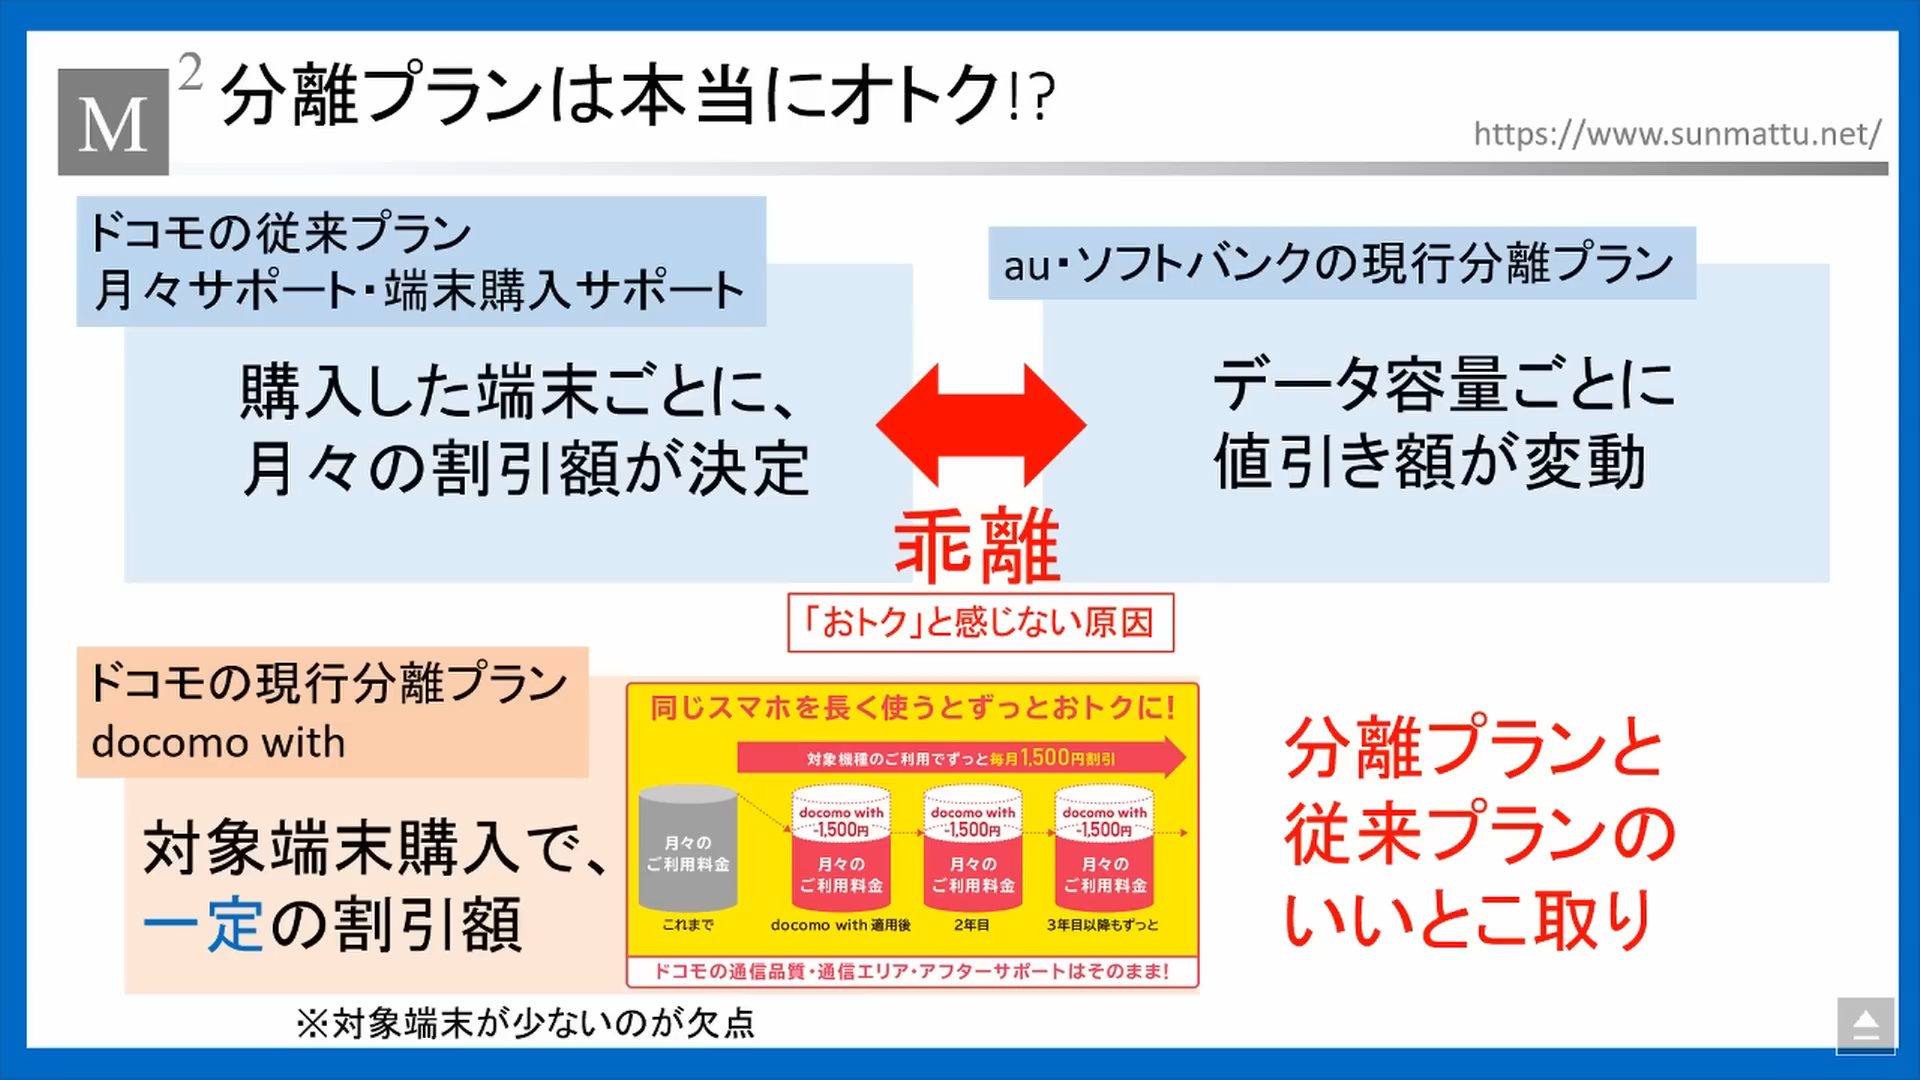 M
2 分離プランは本当にオトク!?
https://www.sunmattu.net/
ドコモの従来プラン
月々サポート・端末購入サポート
購入した端末ごとに、
月々の割引額が決定
au・ソフトバンクの現行分離プラン
データ容量ごとに
値引き額が変動
乖離
「おトク」と感じない原因
ドコモの現行分離プラン
docomo with
対象端末購入で、
一定の割引額
同じスマホを長く使うとずっとおトクに!
対象機種のご利用でずっと毎月1,500円割引
月々の
ご利用料金
これまで
docomo with
-1,500円
月々の
ご利用料金
docomo with 適用後
docomo with
-1,500円
月々の
ご利用料金
2年目
docomo with
-1,500円
月々の
ご利用料金
3年目以降もずっと
ドコモの通信品質・通信エリア・アフターサポートはそのまま!
分離プランと
従来プランの
いいとこ取り
※対象端末が少ないのが欠点